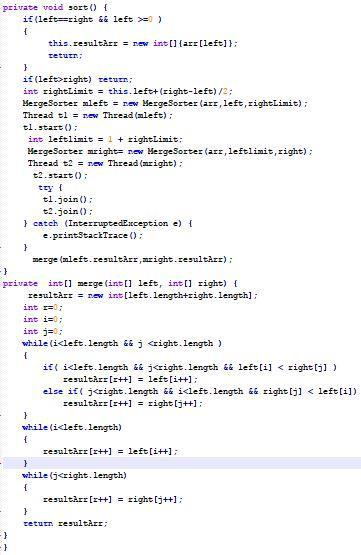 private void sort() {
if(left==right && left >=0 )
{
this.resultArr = new int[]{arr[left]};
return;
}
if(left>right) return;
int rightLimit = this.left+(right-left)/2;
MergeSorter mleft = new MergeSorter(arr,left,rightLimit);
Thread t1 = new Thread(mleft);
t1.start();
int leftlimit = 1 + rightLimit;
MergeSorter mright= new MergeSorter(arr,leftlimit,right);
Thread t2 = new Thread(mright);
t2.start();
try {
t1.join();
t2.join();
} catch (InterruptedException e) {
e.printStackTrace();
}
merge(mleft.resultArr,mright.resultArr);
}
private int[] merge(int[] left, int[] right) {
resultArr = new int[left.length+right.length];
int r=0;
int i=0;
int j=0;
while(i<left.length && j <right.length )
{
if( i<left.length && j<right.length && left[i] < right[j] )
resultArr[r++] = left[i++];
else if( j<right.length && i<left.length && right[j] < left[i])
resultArr[r++] = right[j++];
}
while(i<left.length)
{
resultArr[r++] = left[i++];
}
while(j<right.length)
{
resultArr[r++] = right[j++];
}
return resultArr;
}
}